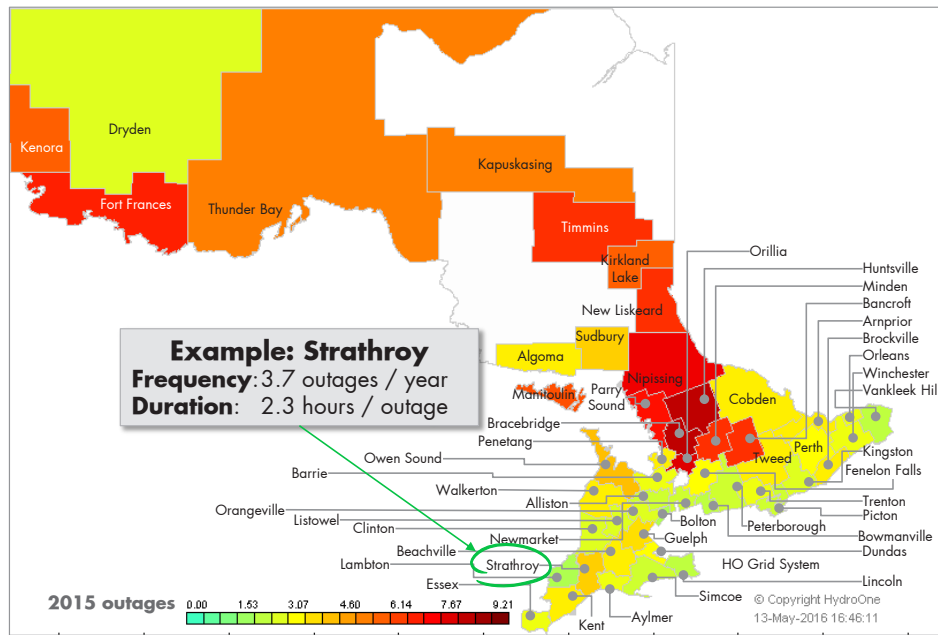 Dryden
Kenora
Fort Frances
Thunder Bay
Kapuskasing
Timmins
Kirkland
Lake
New Liskeard
Orillia
Huntsville
Minden
Bancroft
Arnprior
Brockville
Orleans
Winchester
Vankleek Hil
Sudbury
Algoma
Nipissing
Manitoulin
Parry
Sound
Cobden
Bracebridge
Penetang
Perth
Tweed
Kingston
Fenelon Falls
Owen Sound
Barrie
Walkerton
Trenton
Picton
Orangeville
Alliston
Listowel
Bolton
Peterborough
Clinton
Newmarket
Bowmanville
Guelph
Beachville
Dundas
Lambton
Strathroy
HO Grid System
Essex
Lincoln
Simcoe
Kent
Aylmer
Example: Strathroy
Frequency: 3.7 outages / year
Duration: 2.3 hours / outage
2015 outages
0.00 1.53 3.07 4.60 6.14 7.67 9.21
© Copyright HydroOne
13-May-2016 16:46:11